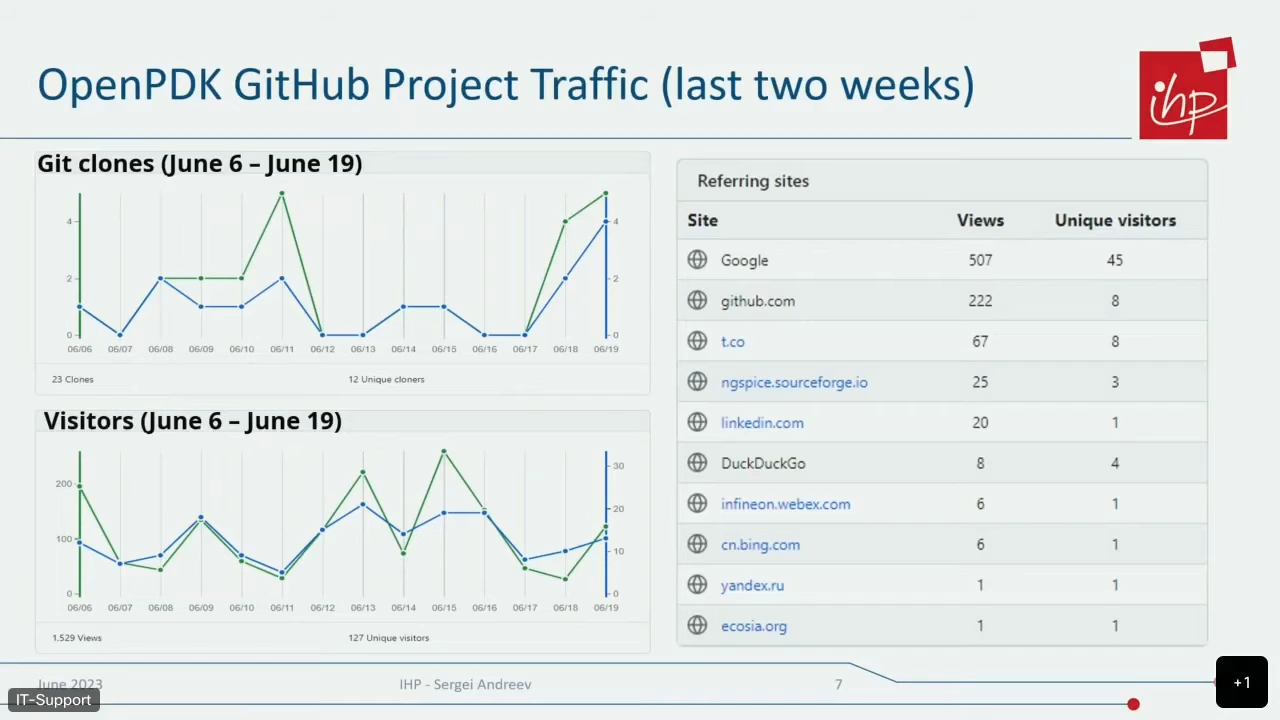 OpenPDK GitHub Project Traffic (last two weeks)
ihp
Git clones (June 6 – June 19)
4 4
2 2
0 0
06/06 06/07 06/08 06/09 06/10 06/11 06/12 06/13 06/14 06/15 06/16 06/17 06/18 06/19
23 Clones 12 Unique cloners
Visitors (June 6 – June 19)
30
200
20
100
10
0 0
06/06 06/07 06/08 06/09 06/10 06/11 06/12 06/13 06/14 06/15 06/16 06/17 06/18 06/19
1,529 Views 127 Unique visitors
Referring sites
Site Views Unique visitors
Google 507 45
github.com 222 8
t.co 67 8
ngspice.sourceforge.io 25 3
linkedin.com 20 1
DuckDuckGo 8 4
infineon.webex.com 6 1
cn.bing.com 6 1
yandex.ru 1 1
ecosia.org 1 1
June 2023 IHP - Sergei Andreev 7
IT-Support
+1